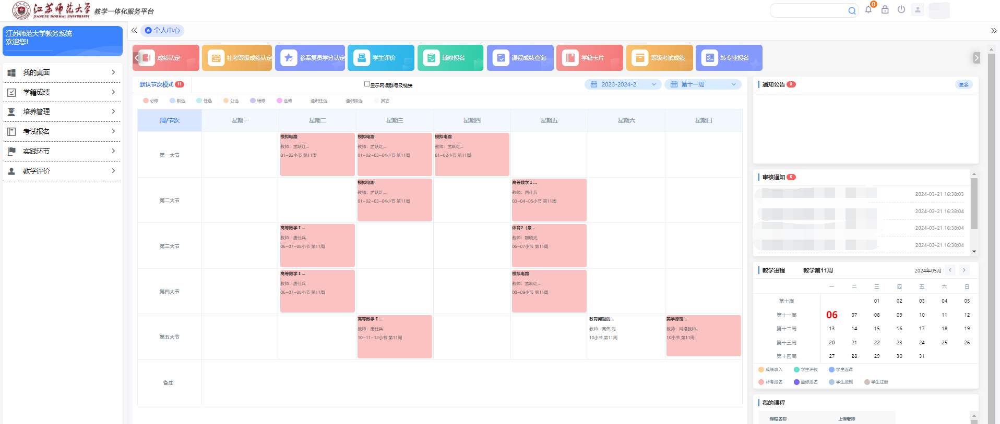 江苏师范大学
JIANGSU NORMAL UNIVERSITY
教学一体化服务平台
0
江苏师范大学教务系统
欢迎您!
个人中心
我的桌面
学籍成绩
培养管理
考试报名
实践环节
教学评价
成绩认定
社考等级成绩认定
参军复员学分认定
学生评价
辅修报名
课程成绩查询
学籍卡片
等级考试成绩
转专业报名
默认节次模式 11
显示网课群号及链接
2023-2024-2
第十一周
必修 限选 任选 公选 辅修 选修 通识任选 通识限选 其它
周/节次 星期一 星期二 星期三 星期四 星期五 星期六 星期日
第一大节
模拟电路
教师：孟跃红...
01~02小节 第11周
模拟电路
教师：孟跃红...
01~02~03~04小节 第11周
模拟电路
教师：孟跃红...
01~02小节 第11周
第二大节
模拟电路
教师：孟跃红...
01~02~03~04小节 第11周
高等数学Ⅰ...
教师：唐仕兵
03~04~05小节 第11周
第三大节
高等数学Ⅰ...
教师：唐仕兵
06~07~08小节 第11周
体育2（泉...
教师：魏晓光
06~07小节 第11周
第四大节
高等数学Ⅰ...
教师：唐仕兵
06~07~08小节 第11周
模拟电路
教师：孟跃红...
08~09小节 第11周
第五大节
高等数学Ⅰ...
教师：唐仕兵
10~11~12小节 第11周
教育问题的...
教师：高伟,刘..
10小节 第11周
美学原理...
教师：网络教师..
10小节 第11周
备注
通知公告 0
更多
审核通知 6
2024-03-21 16:38:03
2024-03-21 16:38:04
2024-03-21 16:38:04
2024-03-21 16:38:04
教学进程 教学第11周 2024年05月
一 二 三 四 五 六 日
第十周 01 02 03 04 05
第十一周 06 07 08 09 10 11 12
第十二周 13 14 15 16 17 18 19
第十三周 20 21 22 23 24 25 26
第十四周 27 28 29 30 31
成绩录入 学生评教 学生选课
补考报名 重修报名 学生报到 学生注册
我的课程
课程名称 上课老师